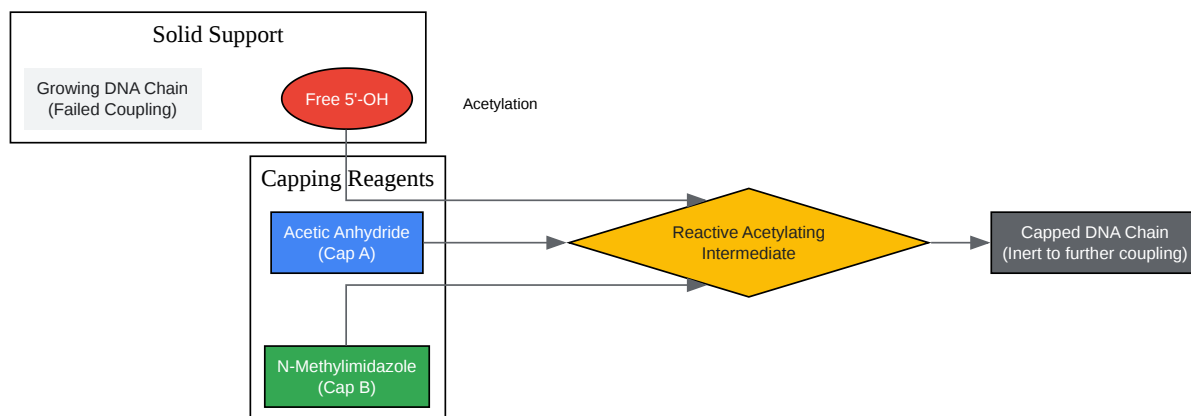 Solid Support
Growing DNA Chain
(Failed Coupling)
Free 5'-OH
Acetylation
Capping Reagents
Acetic Anhydride
(Cap A)
Reactive Acetylating
Intermediate
Capped DNA Chain
(Inert to further coupling)
N-Methylimidazole
(Cap B)